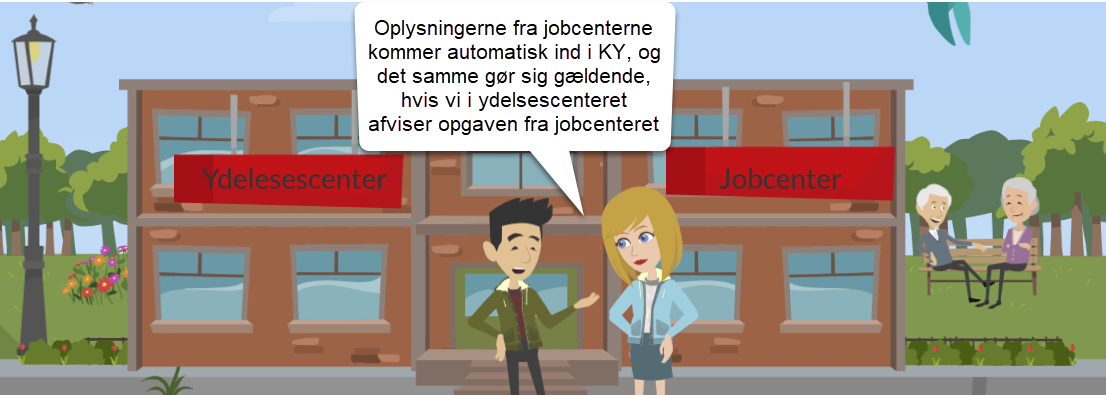 Oplysningerne fra jobcenterne
kommer automatisk ind i KY, og
det samme gør sig gældende,
hvis vi i ydelsescenteret
afviser opgaven fra jobcenteret
Ydelesescenter
Jobcenter